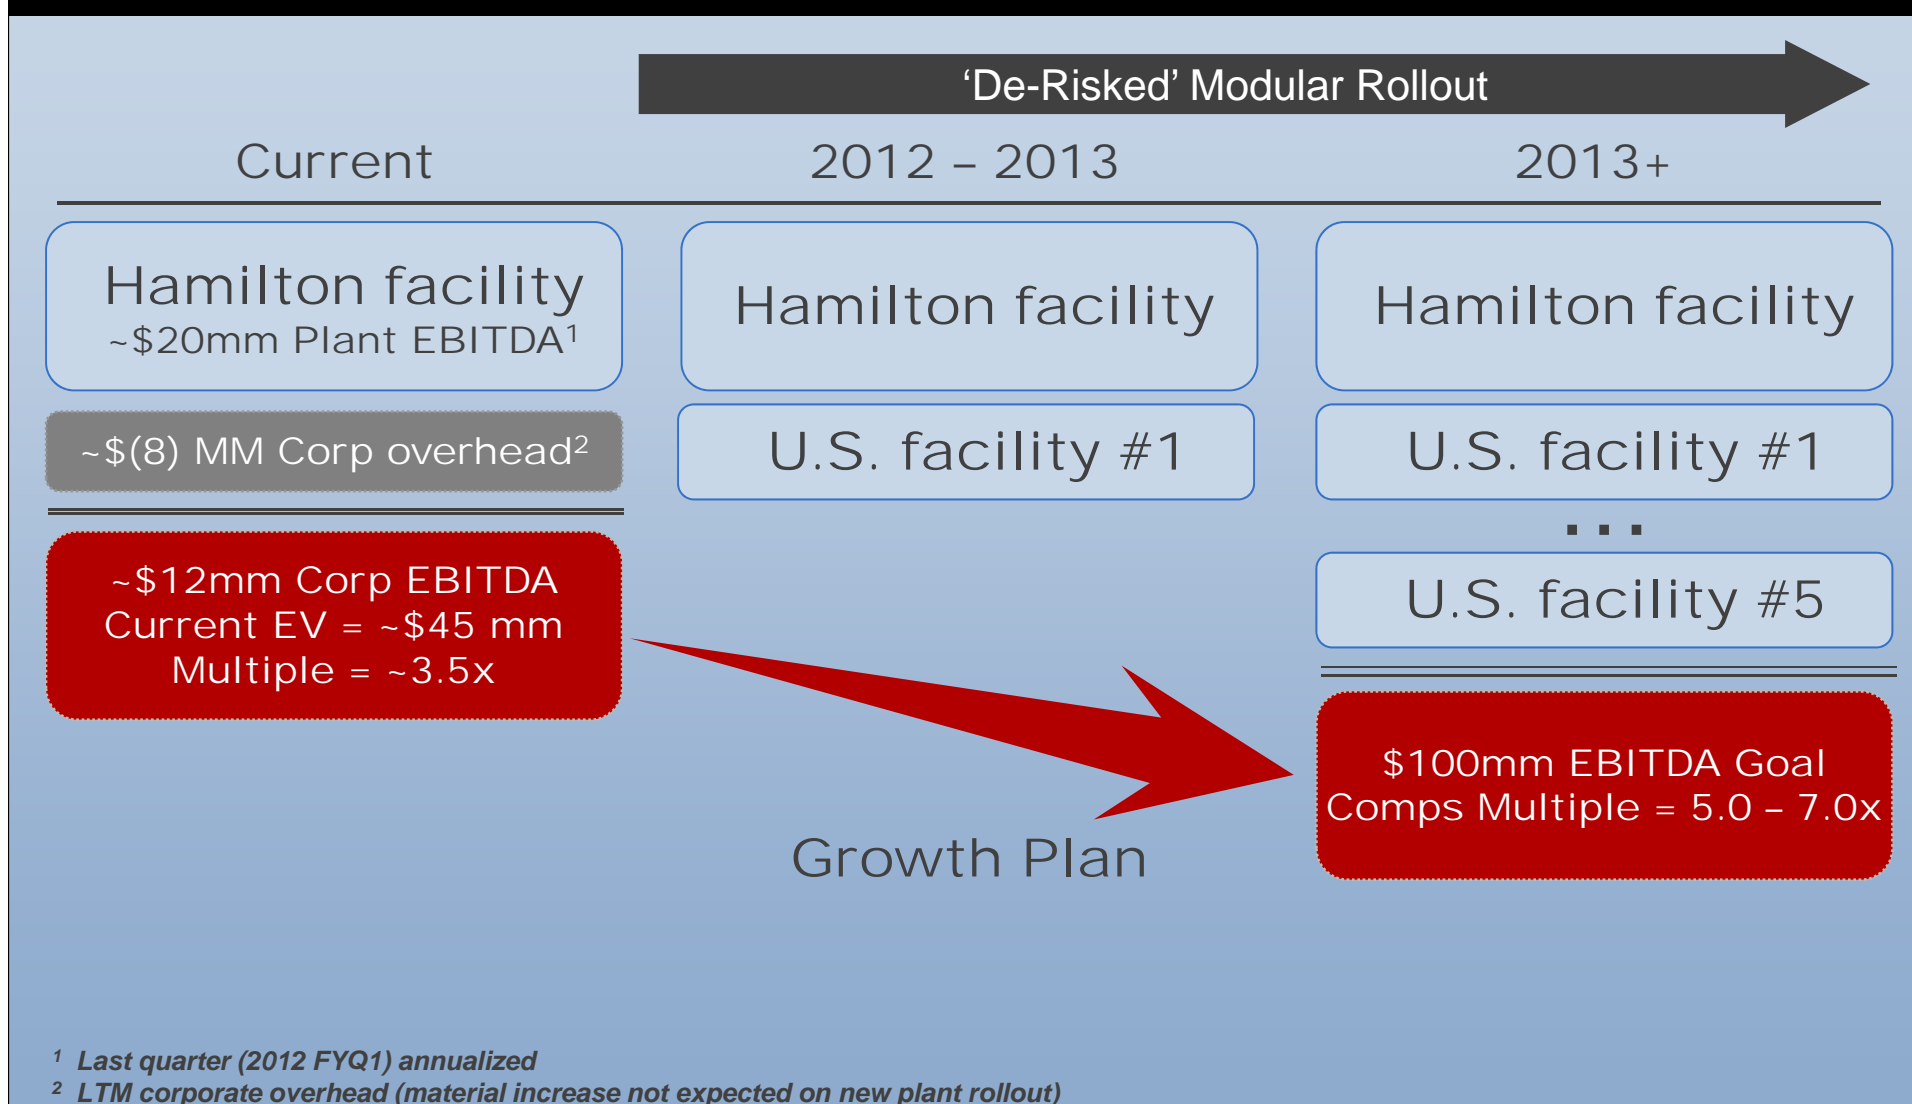 ‘De-Risked’ Modular Rollout
Current
2012 – 2013
2013+
Hamilton facility
~$20mm Plant EBITDA¹
Hamilton facility
Hamilton facility
~$(8) MM Corp overhead²
U.S. facility #1
U.S. facility #1
...
U.S. facility #5
~$12mm Corp EBITDA
Current EV = ~$45 mm
Multiple = ~3.5x
$100mm EBITDA Goal
Comps Multiple = 5.0 – 7.0x
Growth Plan
¹ Last quarter (2012 FYQ1) annualized
² LTM corporate overhead (material increase not expected on new plant rollout)